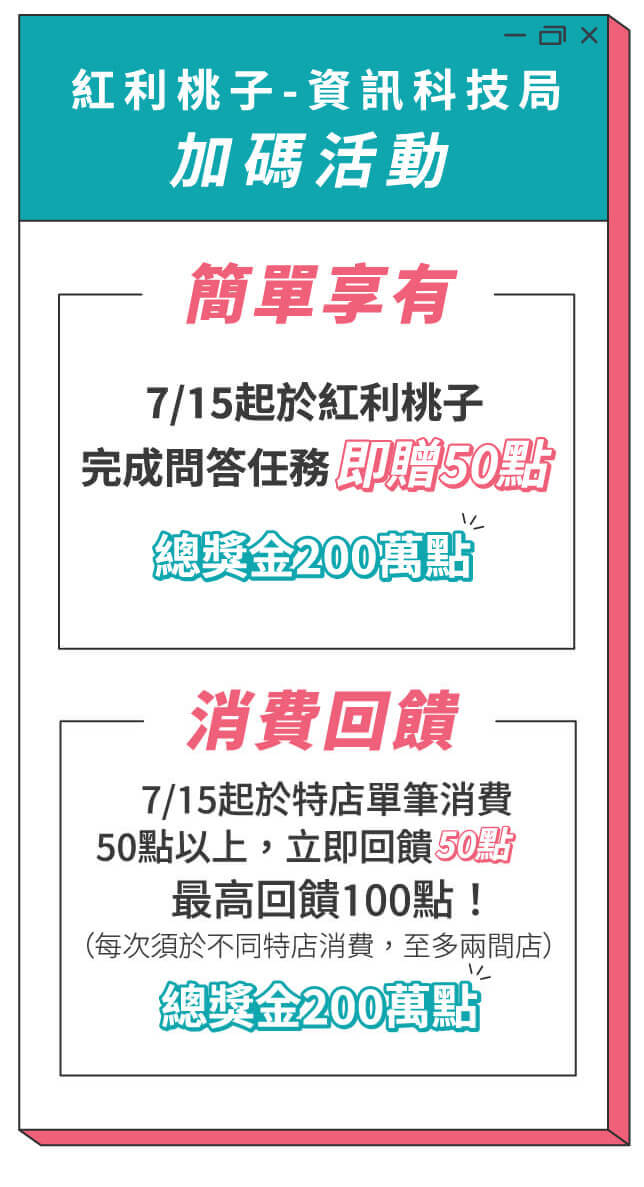 紅利桃子-資訊科技局
加碼活動
簡單享有
7/15起於紅利桃子
完成問答任務 即贈50點
總獎金200萬點
消費回饋
7/15起於特店單筆消費
50點以上，立即回饋50點
最高回饋100點！
（每次須於不同特店消費，至多兩間店）
總獎金200萬點